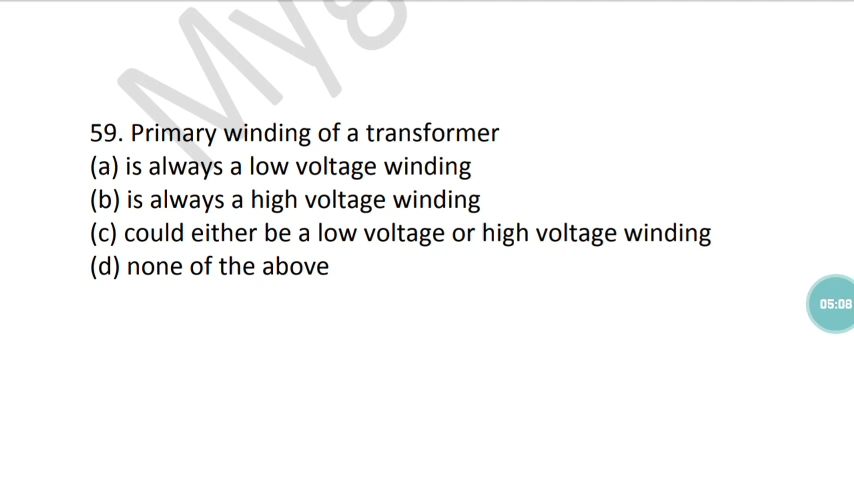 Myg
59. Primary winding of a transformer
(a) is always a low voltage winding
(b) is always a high voltage winding
(c) could either be a low voltage or high voltage winding
(d) none of the above
05:08